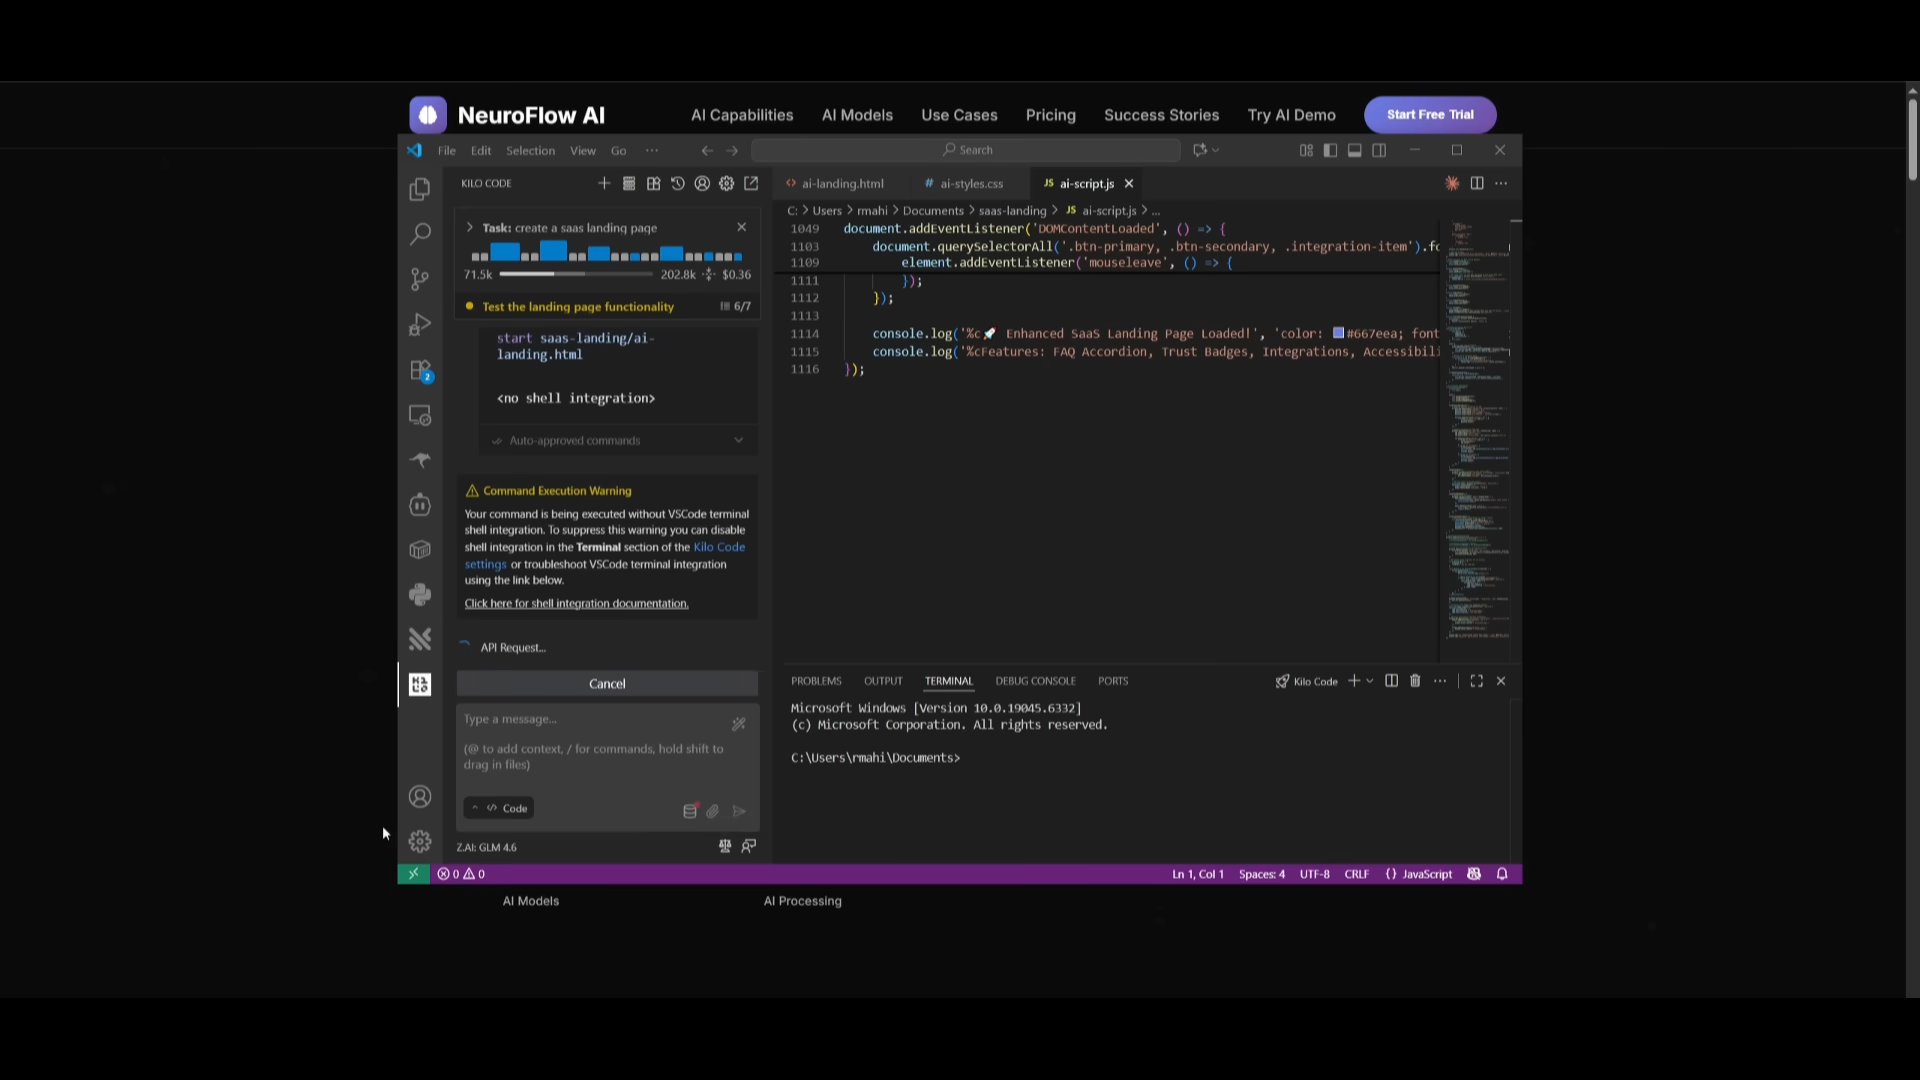 NeuroFlow AI
AI Capabilities
AI Models
Use Cases
Pricing
Success Stories
Try AI Demo
Start Free Trial
File Edit Selection View Go ···
Search
KILO CODE
Task: create a saas landing page
71.5k 202.8k $0.36
Test the landing page functionality 6/7
start saas-landing/ai-
landing.html
<no shell integration>
Auto-approved commands
Command Execution Warning
Your command is being executed without VSCode terminal
shell integration. To suppress this warning you can disable
shell integration in the Terminal section of the Kilo Code
settings or troubleshoot VSCode terminal integration
using the link below.
Click here for shell integration documentation.
API Request...
Cancel
Type a message...
(@ to add context, / for commands, hold shift to
drag in files)
Code
Z.AI: GLM 4.6
2
ai-landing.html
# ai-styles.css
JS ai-script.js
C: > Users > rmahi > Documents > saas-landing > JS ai-script.js > ...
1049 document.addEventListener('DOMContentLoaded', () => {
1103 document.querySelectorAll('.btn-primary, .btn-secondary, .integration-item').fo
1109 element.addEventListener('mouseleave', () => {
1111 });
1112 });
1113
1114 console.log('%c🚀 Enhanced SaaS Landing Page Loaded!', 'color: #667eea; font
1115 console.log('%cFeatures: FAQ Accordion, Trust Badges, Integrations, Accessibili
1116 });
PROBLEMS OUTPUT TERMINAL DEBUG CONSOLE PORTS
Kilo Code
Microsoft Windows [Version 10.0.19045.6332]
(c) Microsoft Corporation. All rights reserved.
C:\Users\rmahi\Documents>
0 0
Ln 1, Col 1 Spaces: 4 UTF-8 CRLF {} JavaScript
AI Models
AI Processing